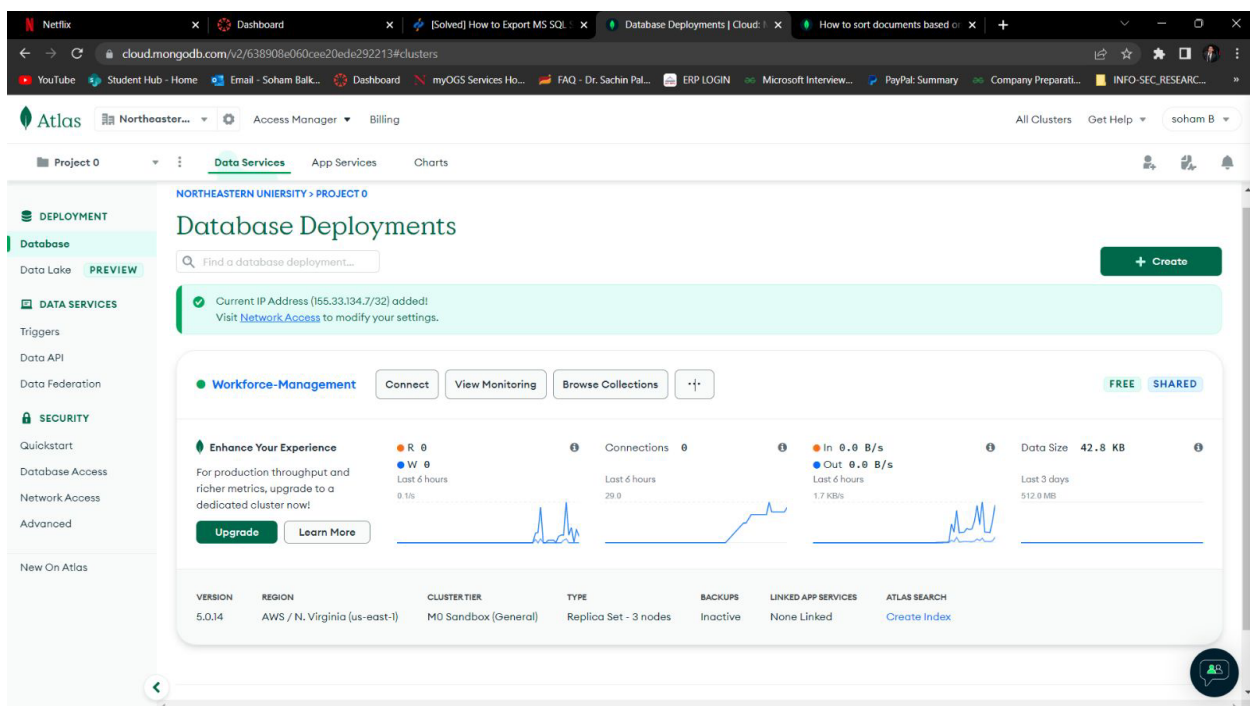 Netflix
Dashboard
[Solved] How to Export MS SQL S
Database Deployments | Cloud: M
How to sort documents based on
cloud.mongodb.com/v2/638908e060cee20ede292213#clusters
YouTube
Student Hub - Home
Email - Soham Balk...
Dashboard
myOGS Services Ho...
FAQ - Dr. Sachin Pal...
ERP LOGIN
Microsoft Interview...
PayPal: Summary
Company Preparati...
INFO-SEC_RESEARC...
»
Atlas
Northeaster...
Access Manager
Billing
All Clusters
Get Help
soham B
Project 0
Data Services
App Services
Charts
NORTHEASTERN UNIERSITY > PROJECT 0
DEPLOYMENT
Database
Data Lake PREVIEW
DATA SERVICES
Triggers
Data API
Data Federation
SECURITY
Quickstart
Database Access
Network Access
Advanced
New On Atlas
Database Deployments
Find a database deployment...
+ Create
Current IP Address (155.33.134.7/32) added!
Visit Network Access to modify your settings.
Workforce-Management
Connect
View Monitoring
Browse Collections
FREE
SHARED
Enhance Your Experience
For production throughput and
richer metrics, upgrade to a
dedicated cluster now!
Upgrade
Learn More
R 0
W 0
Last 6 hours
0.1/s
Connections 0
Last 6 hours
29.0
In 0.0 B/s
Out 0.0 B/s
Last 6 hours
1.7 KB/s
Data Size 42.8 KB
Last 3 days
512.0 MB
VERSION
5.0.14
REGION
AWS / N. Virginia (us-east-1)
CLUSTER TIER
M0 Sandbox (General)
TYPE
Replica Set - 3 nodes
BACKUPS
Inactive
LINKED APP SERVICES
None Linked
ATLAS SEARCH
Create Index